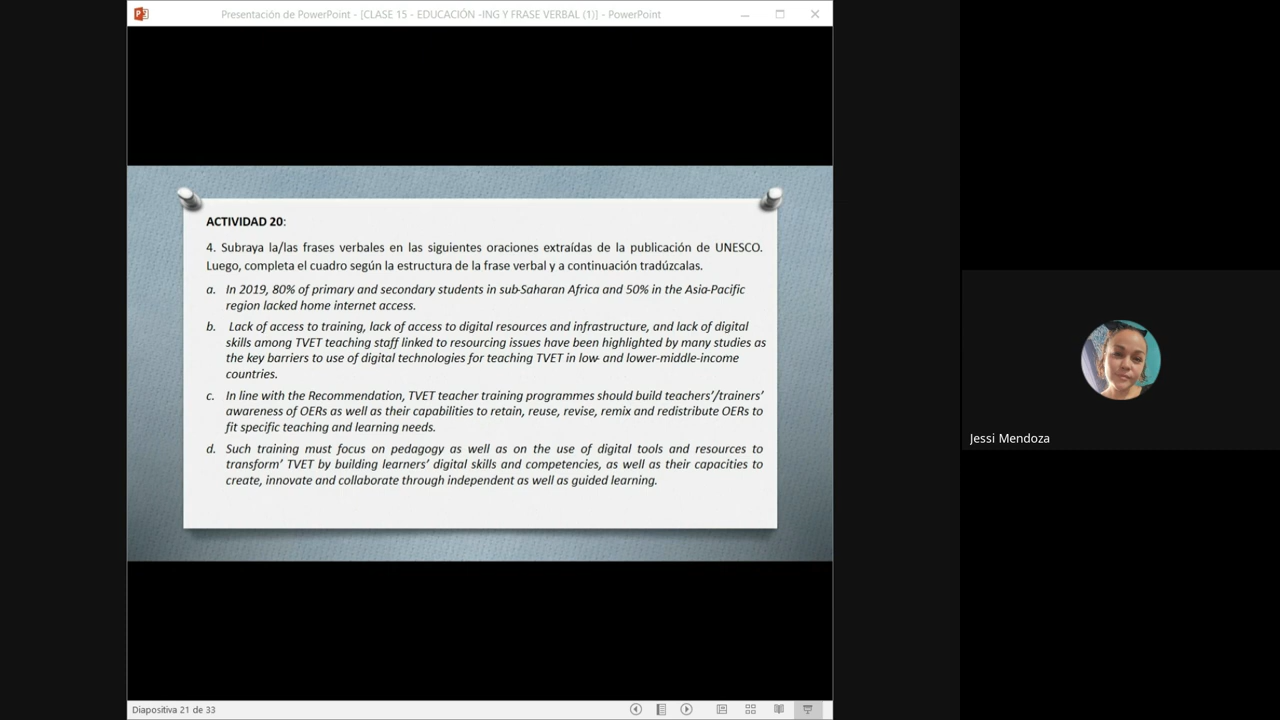 Presentación de PowerPoint - [CLASE 15 - EDUCACIÓN -ING Y FRASE VERBAL (1)] - PowerPoint
ACTIVIDAD 20:
4. Subraya la/las frases verbales en las siguientes oraciones extraídas de la publicación de UNESCO.
Luego, completa el cuadro según la estructura de la frase verbal y a continuación tradúzcalas.
a. In 2019, 80% of primary and secondary students in sub-Saharan Africa and 50% in the Asia-Pacific
region lacked home internet access.
b. Lack of access to training, lack of access to digital resources and infrastructure, and lack of digital
skills among TVET teaching staff linked to resourcing issues have been highlighted by many studies as
the key barriers to use of digital technologies for teaching TVET in low- and lower-middle-income
countries.
c. In line with the Recommendation, TVET teacher training programmes should build teachers'/trainers'
awareness of OERs as well as their capabilities to retain, reuse, revise, remix and redistribute OERs to
fit specific teaching and learning needs.
d. Such training must focus on pedagogy as well as on the use of digital tools and resources to
transform' TVET by building learners' digital skills and competencies, as well as their capacities to
create, innovate and collaborate through independent as well as guided learning.
Jessi Mendoza
Diapositiva 21 de 33